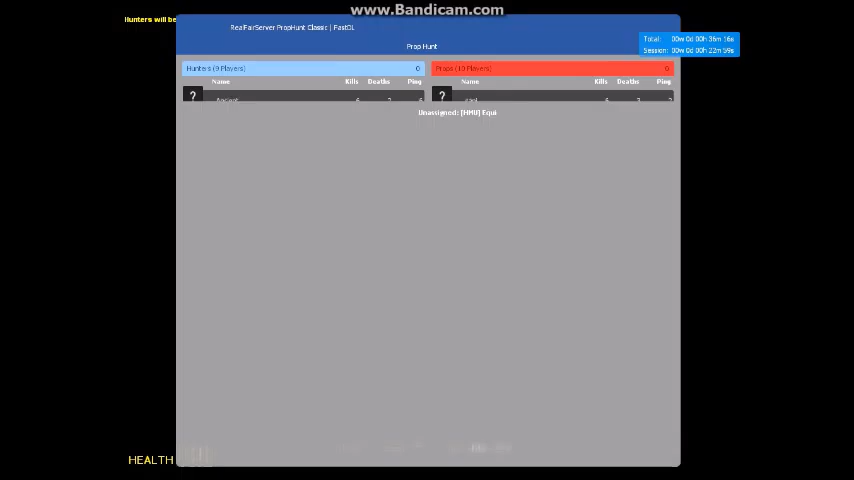 www.Bandicam.com
Hunters will be
RealFairServer PropHunt Classic | FastDL
Prop Hunt
Total: 00w 0d 00h 36m 16s
Session: 00w 0d 00h 22m 59s
Hunters (9 Players) 0
Props (10 Players) 0
Name Kills Deaths Ping
Name Kills Deaths Ping
?
?
Unassigned: [HMU] Equi
HEALTH